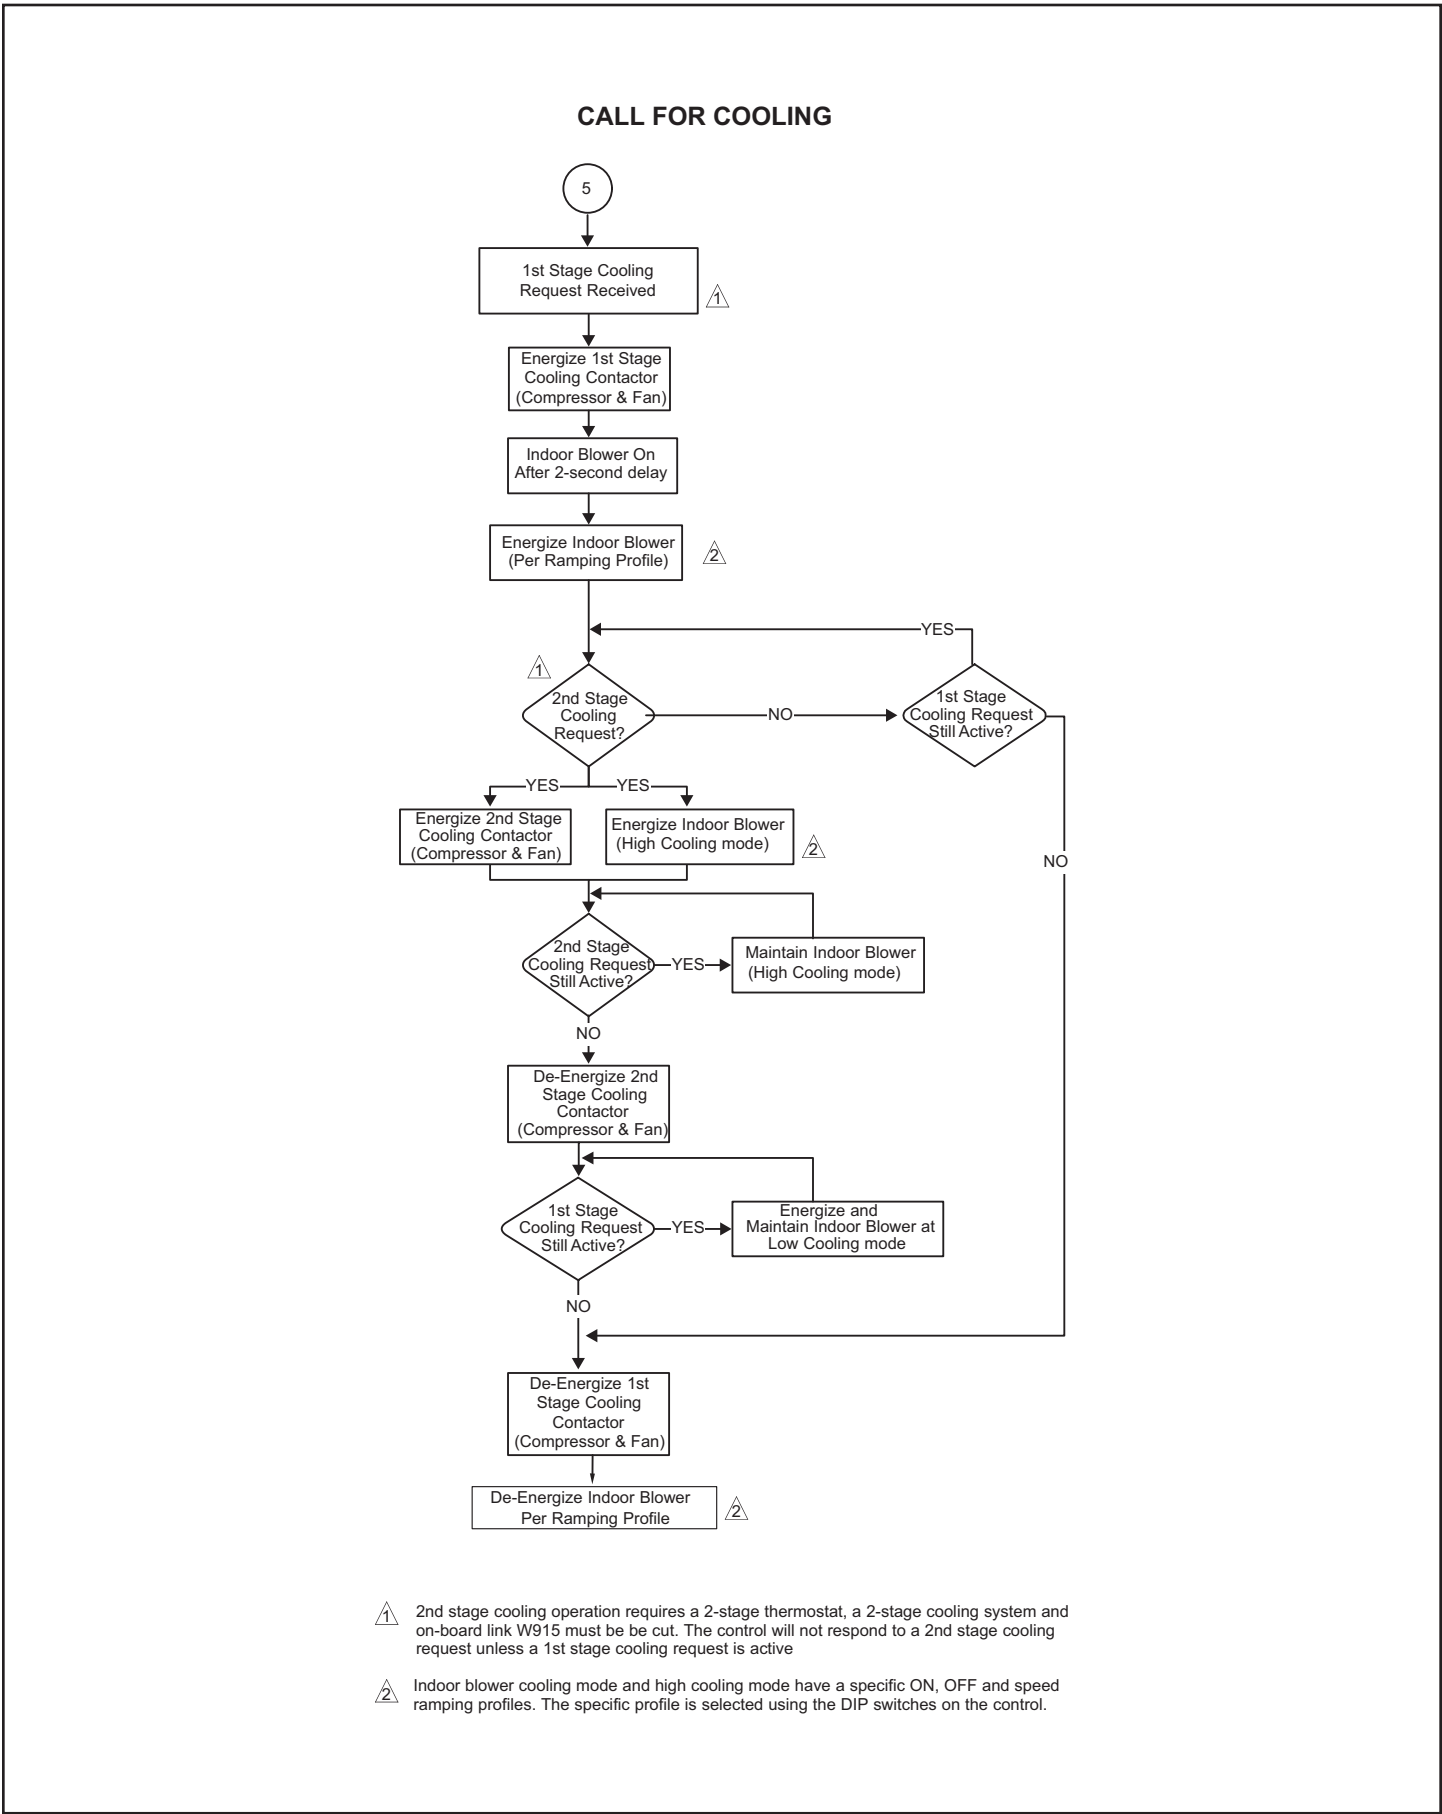 CALL FOR COOLING
5
1st Stage Cooling
Request Received
1
Energize 1st Stage
Cooling Contactor
(Compressor & Fan)
Indoor Blower On
After 2-second delay
Energize Indoor Blower
(Per Ramping Profile)
2
YES
1
2nd Stage
Cooling
Request?
NO
1st Stage
Cooling Request
Still Active?
YES
YES
Energize 2nd Stage
Cooling Contactor
(Compressor & Fan)
Energize Indoor Blower
(High Cooling mode)
2
NO
2nd Stage
Cooling Request
Still Active?
YES
Maintain Indoor Blower
(High Cooling mode)
NO
De-Energize 2nd
Stage Cooling
Contactor
(Compressor & Fan)
1st Stage
Cooling Request
Still Active?
YES
Energize and
Maintain Indoor Blower at
Low Cooling mode
NO
De-Energize 1st
Stage Cooling
Contactor
(Compressor & Fan)
De-Energize Indoor Blower
Per Ramping Profile
2
1
2nd stage cooling operation requires a 2-stage thermostat, a 2-stage cooling system and
on-board link W915 must be be cut. The control will not respond to a 2nd stage cooling
request unless a 1st stage cooling request is active
2
Indoor blower cooling mode and high cooling mode have a specific ON, OFF and speed
ramping profiles. The specific profile is selected using the DIP switches on the control.